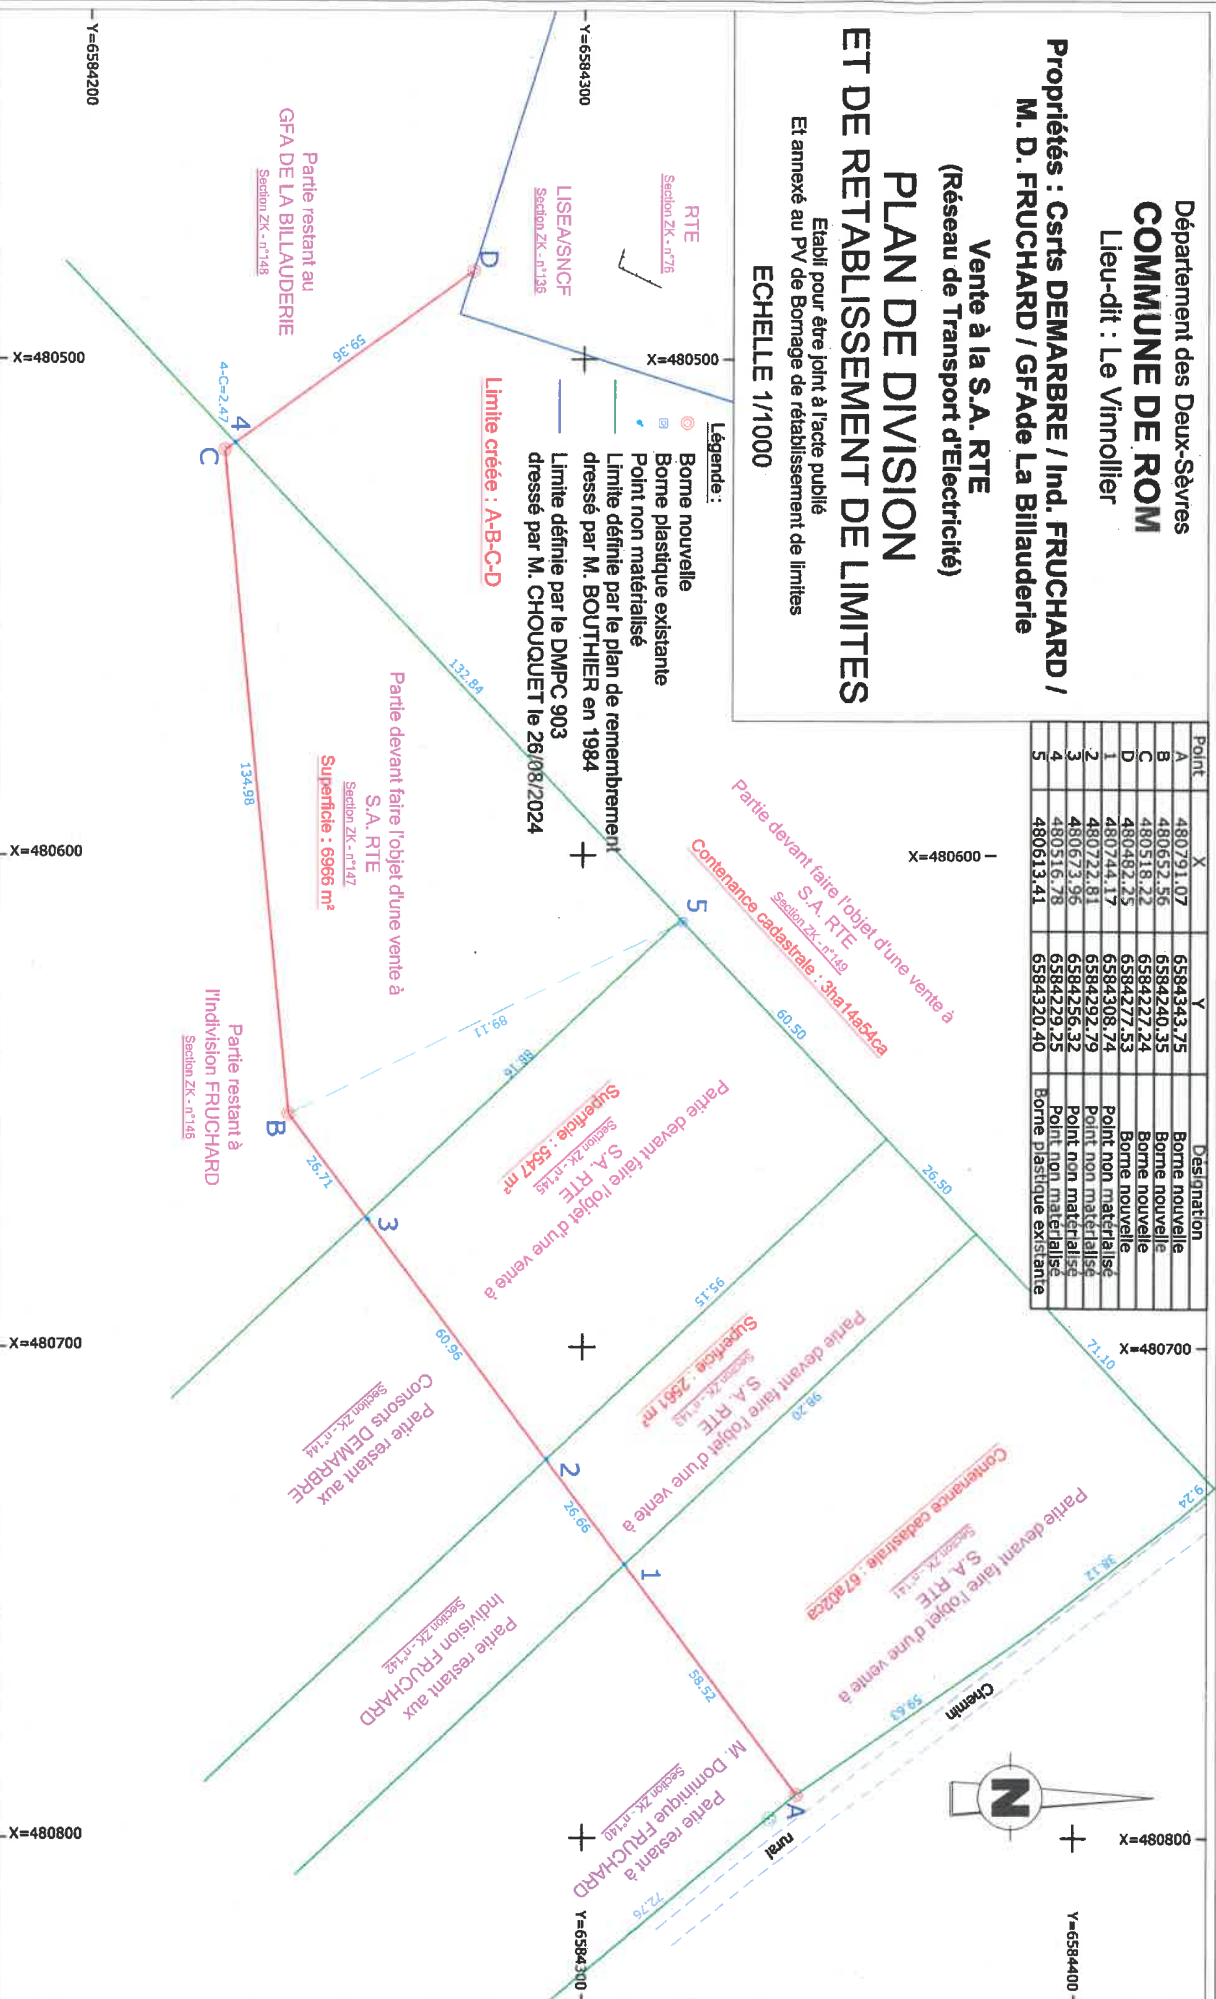 Département des Deux-Sèvres
COMMUNE DE ROM
Lieu-dit : Le Vinnollier
Propriétés : Csrts DEMARBRE / Ind. FRUCHARD /
M. D. FRUCHARD / GFAde La Billauderie
Vente à la S.A. RTE
(Réseau de Transport d'Electricité)
PLAN DE DIVISION
ET DE RETABLISSEMENT DE LIMITES
Etabli pour être joint à l'acte publié
Et annexé au PV de Bornage de rétablissement de limites
ECHELLE 1/1000
Point X Y Désignation
A 480791.07 6584343.75 Borne nouvelle
B 480652.56 6584240.35 Borne nouvelle
C 480518.22 6584227.24 Borne nouvelle
D 480482.25 6584277.53 Borne nouvelle
1 480744.17 6584308.74 Point non matérialisé
2 480722.81 6584292.79 Point non matérialisé
3 480673.96 6584256.32 Point non matérialisé
4 480516.78 6584229.25 Point non matérialisé
5 480613.41 6584320.40 Borne plastique existante
Légende :
Borne nouvelle
Borne plastique existante
Point non matérialisé
Limite définie par le plan de remembrement
dressé par M. BOUTHIER en 1984
Limite définie par le DMPC 903
dressé par M. CHOUQUET le 26/08/2024
Limite créée : A-B-C-D
RTE
Section ZK - n°76
LISEA/SNCF
Section ZK - n°136
Partie restant au
GFA DE LA BILLAUDERIE
Section ZK - n°148
Partie devant faire l'objet d'une vente à
S.A. RTE
Section ZK - n°149
Contenance cadastrale : 3ha14a54ca
Partie devant faire l'objet d'une vente à
S.A. RTE
Section ZK - n°147
Superficie : 6966 m²
Partie restant à
l'Indivision FRUCHARD
Section ZK - n°146
Partie devant faire l'objet d'une vente à
S.A. RTE
Section ZK - n°145
Superficie : 5547 m²
Partie restant aux
Consorts DEMARBRE
Section ZK - n°144
Partie devant faire l'objet d'une vente à
S.A. RTE
Section ZK - n°143
Superficie : 2561 m²
Partie restant aux
Indivision FRUCHARD
Section ZK - n°142
Partie devant faire l'objet d'une vente à
S.A. RTE
Section ZK - n°141
Contenance cadastrale : 67a02ca
Partie restant à
M. Dominique FRUCHARD
Section ZK - n°140
Chemin
rural
N
A
B
C
D
1
2
3
4
5
59.36
4-C=2.47
132.84
134.98
89.11
88.16
26.71
60.96
60.50
26.50
95.15
98.20
26.66
58.52
71.10
9.24
38.12
59.63
72.76
Y=6584200
Y=6584300
Y=6584300
Y=6584400
X=480500
X=480500
X=480600
X=480600
X=480700
X=480700
X=480800
X=480800